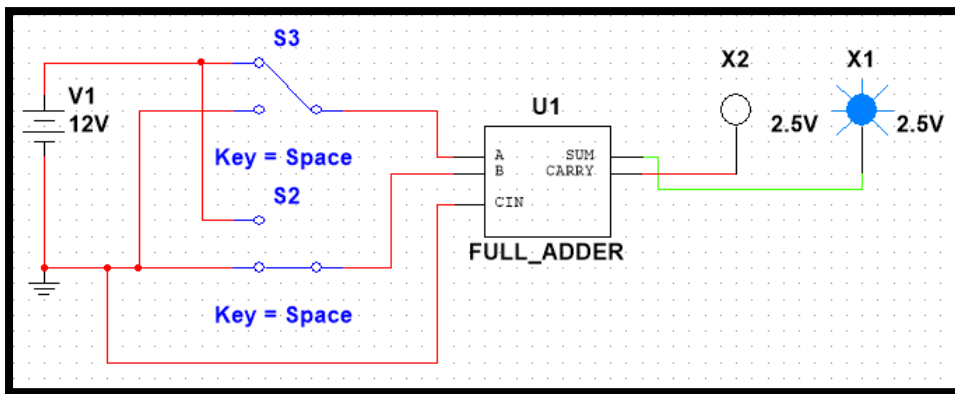 S3
V1
12V
Key = Space
S2
Key = Space
U1
A
B
CIN
SUM
CARRY
FULL_ADDER
X2
2.5V
X1
2.5V